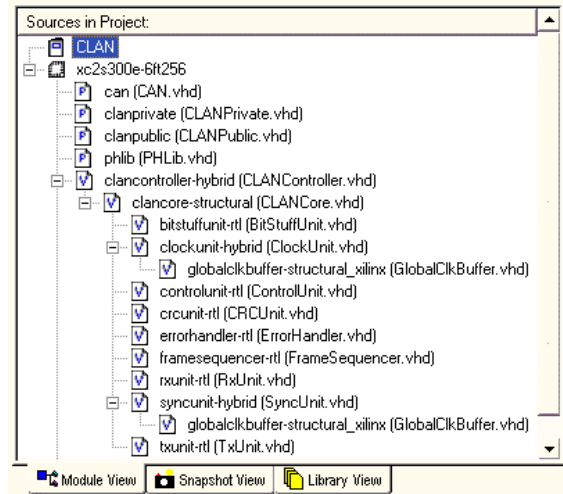 Sources in Project:
CLAN
xc2s300e-6ft256
can (CAN.vhd)
clanprivate (CLANPrivate.vhd)
clanpublic (CLANPublic.vhd)
phlib (PHLib.vhd)
clancontroller-hybrid (CLANController.vhd)
clancore-structural (CLANCore.vhd)
bitstuffunit-rtl (BitStuffUnit.vhd)
clockunit-hybrid (ClockUnit.vhd)
globalclkbuffer-structural_xilinx (GlobalClkBuffer.vhd)
controlunit-rtl (ControlUnit.vhd)
crcunit-rtl (CRCUnit.vhd)
errorhandler-rtl (ErrorHandler.vhd)
framesequencer-rtl (FrameSequencer.vhd)
rxunit-rtl (RxUnit.vhd)
syncunit-hybrid (SyncUnit.vhd)
globalclkbuffer-structural_xilinx (GlobalClkBuffer.vhd)
txunit-rtl (TxUnit.vhd)
Module View Snapshot View Library View